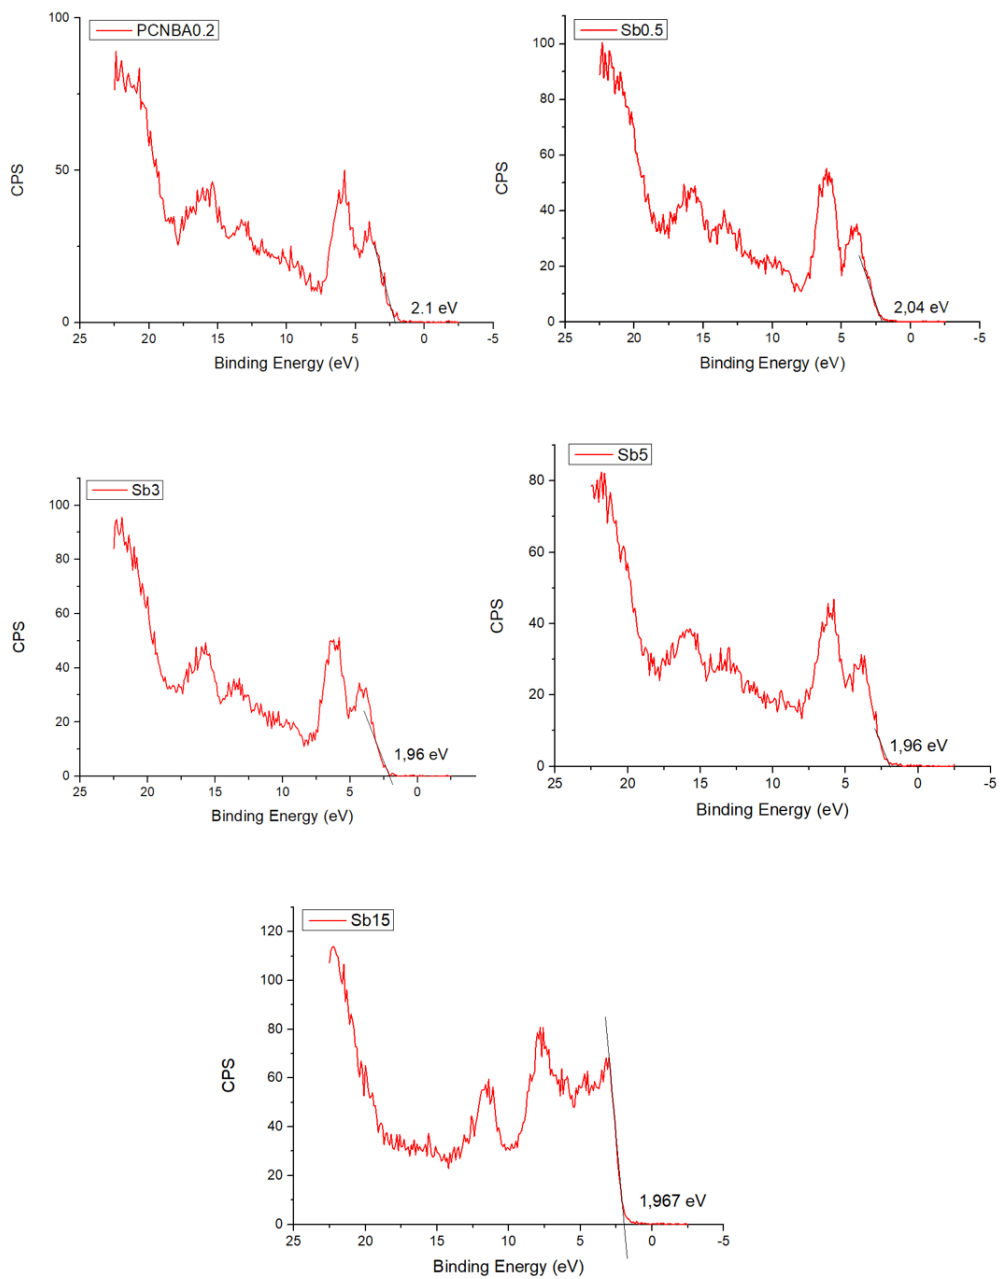 PCNBA0.2
100
50
0
CPS
2.1 eV
25 20 15 10 5 0 -5
Binding Energy (eV)
Sb0.5
100
80
60
40
20
0
CPS
2,04 eV
25 20 15 10 5 0 -5
Binding Energy (eV)
Sb3
100
80
60
40
20
0
CPS
1,96 eV
25 20 15 10 5 0
Binding Energy (eV)
Sb5
80
60
40
20
0
CPS
1,96 eV
25 20 15 10 5 0 -5
Binding Energy (eV)
Sb15
120
100
80
60
40
20
0
CPS
1,967 eV
25 20 15 10 5 0 -5
Binding Energy (eV)